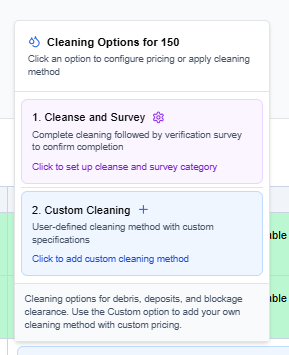 Cleaning Options for 150
Click an option to configure pricing or apply cleaning
method
1. Cleanse and Survey
Complete cleaning followed by verification survey
to confirm completion
Click to set up cleanse and survey category
2. Custom Cleaning
User-defined cleaning method with custom
specifications
Click to add custom cleaning method
able
able
Cleaning options for debris, deposits, and blockage
clearance. Use the Custom option to add your own
cleaning method with custom pricing.